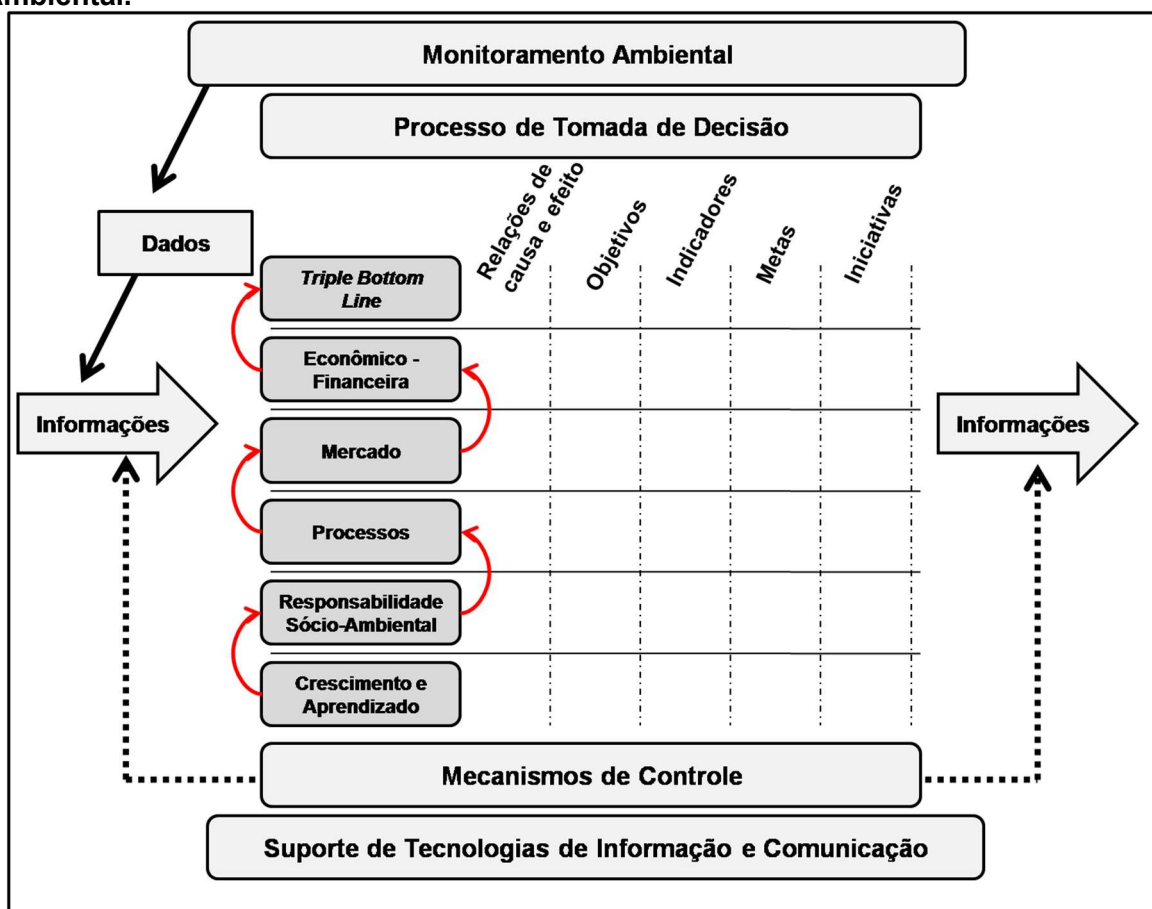 Ambiental.
Monitoramento Ambiental
Processo de Tomada de Decisão
Relações de
causa e efeito
Objetivos
Indicadores
Metas
Iniciativas
Dados
Triple Bottom
Line
Econômico -
Financeira
Informações
Informações
Mercado
Processos
Responsabilidade
Sócio-Ambiental
Crescimento e
Aprendizado
Mecanismos de Controle
Suporte de Tecnologias de Informação e Comunicação